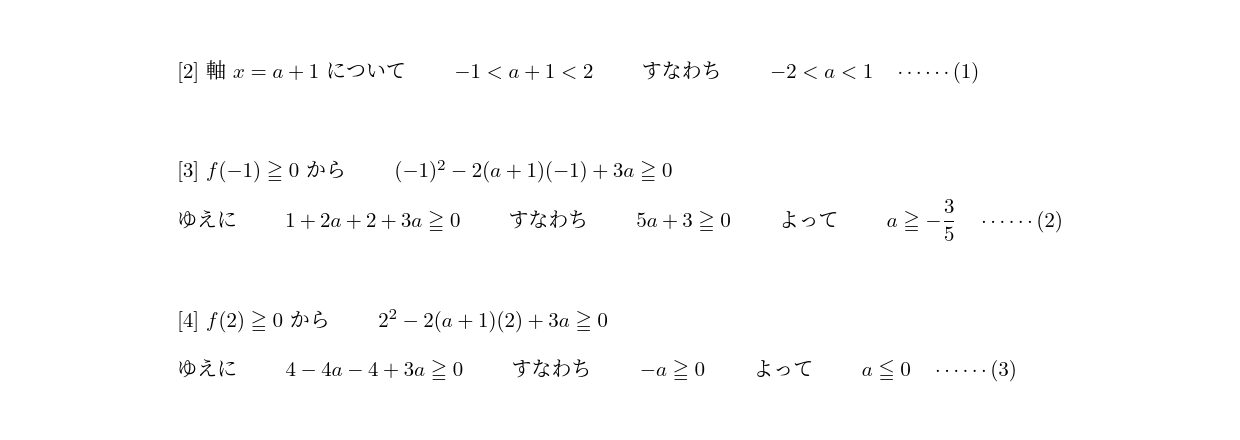 [2] 軸 x = a + 1 について −1 < a + 1 < 2 すなわち −2 < a < 1 ······(1)
[3] f(−1) ≧ 0 から (−1)² − 2(a + 1)(−1) + 3a ≧ 0
ゆえに 1 + 2a + 2 + 3a ≧ 0 すなわち 5a + 3 ≧ 0 よって a ≧ −3/5 ······(2)
[4] f(2) ≧ 0 から 2² − 2(a + 1)(2) + 3a ≧ 0
ゆえに 4 − 4a − 4 + 3a ≧ 0 すなわち −a ≧ 0 よって a ≦ 0 ······(3)